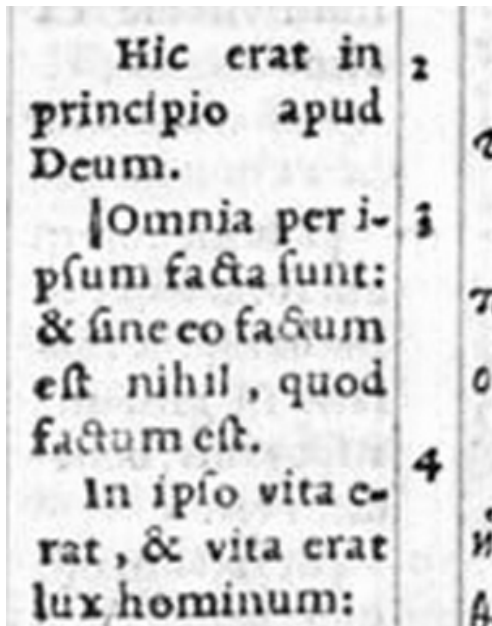 Hic erat in 2
principio apud
Deum.
Omnia per i- 3
pſum facta ſunt:
& ſine eo factum
eſt nihil, quod
factum eſt.
In ipſo vita e- 4
rat, & vita erat
lux hominum: